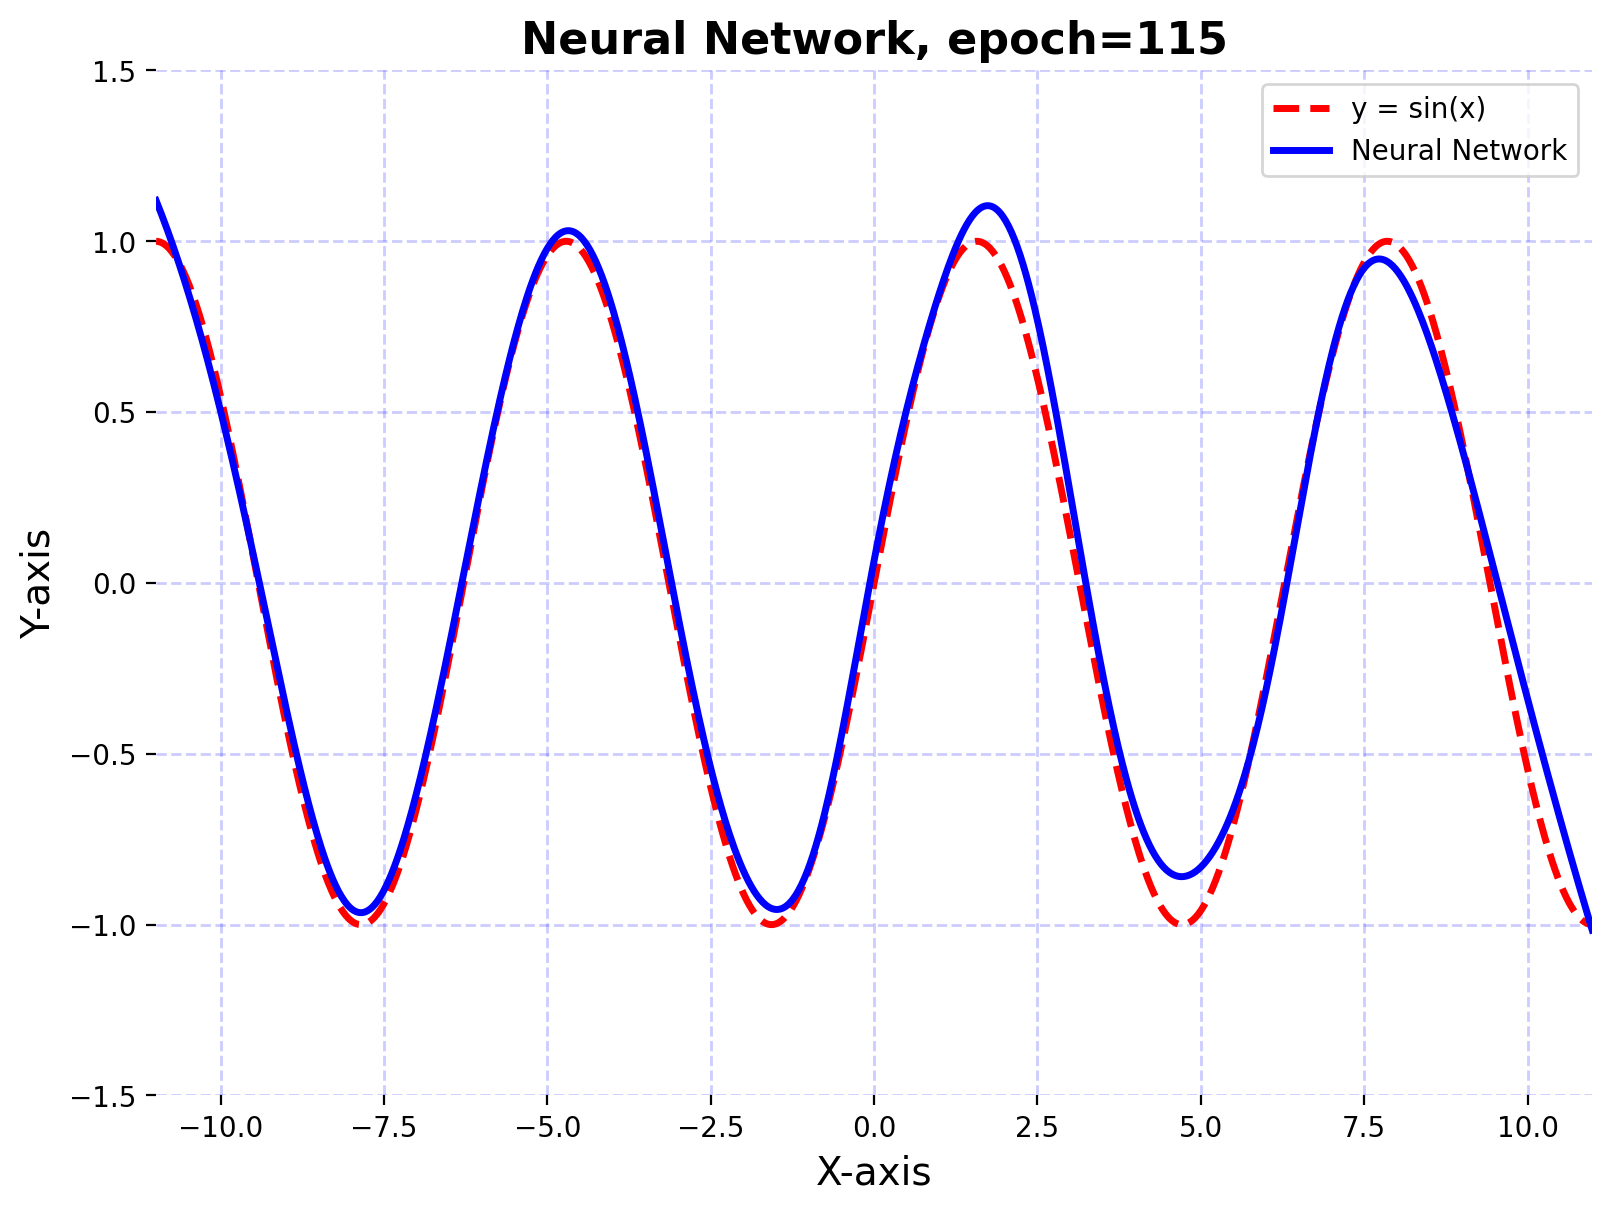 Neural Network, epoch=115
y = sin(x)
Neural Network
1.5
1.0
0.5
0.0
−0.5
−1.0
−1.5
Y-axis
−10.0 −7.5 −5.0 −2.5 0.0 2.5 5.0 7.5 10.0
X-axis